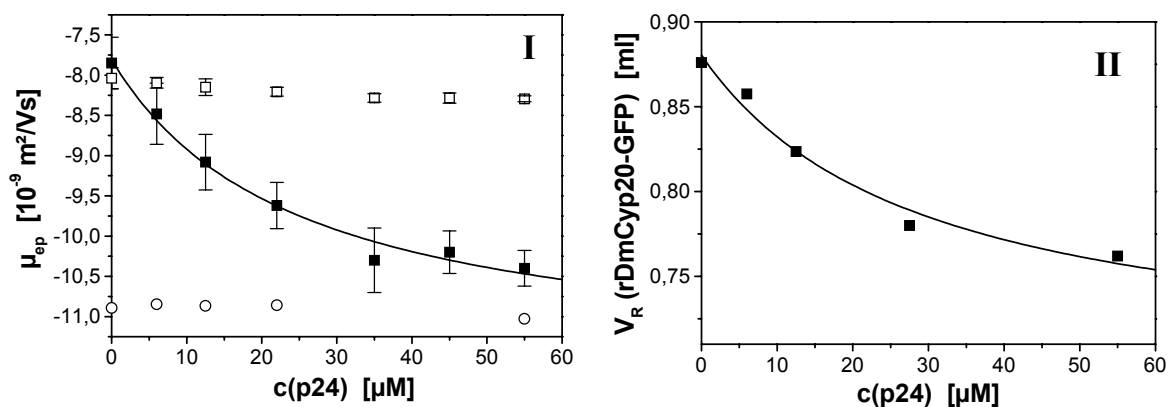 I
-7,5
-8,0
-8,5
-9,0
-9,5
-10,0
-10,5
-11,0
μep [10-9 m²/Vs]
0 10 20 30 40 50 60
c(p24) [μM]
II
0,90
0,85
0,80
0,75
VR (rDmCyp20-GFP) [ml]
0 10 20 30 40 50 60
c(p24) [μM]